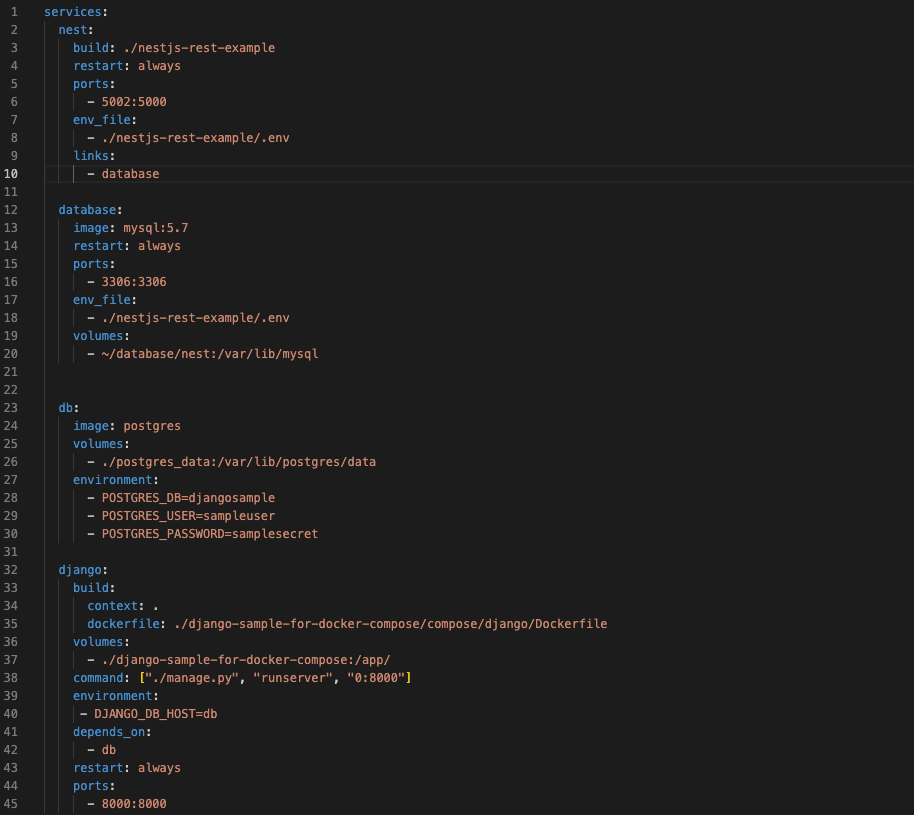 1 services:
2   nest:
3     build: ./nestjs-rest-example
4     restart: always
5     ports:
6       - 5002:5000
7     env_file:
8       - ./nestjs-rest-example/.env
9     links:
10       - database
11
12   database:
13     image: mysql:5.7
14     restart: always
15     ports:
16       - 3306:3306
17     env_file:
18       - ./nestjs-rest-example/.env
19     volumes:
20       - ~/database/nest:/var/lib/mysql
21
22
23   db:
24     image: postgres
25     volumes:
26       - ./postgres_data:/var/lib/postgres/data
27     environment:
28       - POSTGRES_DB=djangosample
29       - POSTGRES_USER=sampleuser
30       - POSTGRES_PASSWORD=samplesecret
31
32   django:
33     build:
34       context: .
35       dockerfile: ./django-sample-for-docker-compose/compose/django/Dockerfile
36     volumes:
37       - ./django-sample-for-docker-compose:/app/
38     command: ["./manage.py", "runserver", "0:8000"]
39     environment:
40      - DJANGO_DB_HOST=db
41     depends_on:
42       - db
43     restart: always
44     ports:
45       - 8000:8000